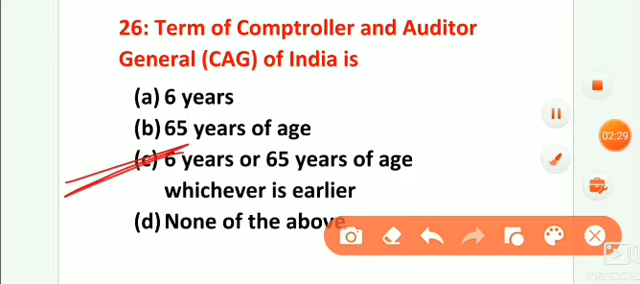 26: Term of Comptroller and Auditor
General (CAG) of India is
(a) 6 years
(b) 65 years of age
(c) 6 years or 65 years of age
whichever is earlier
(d) None of the above
02:29